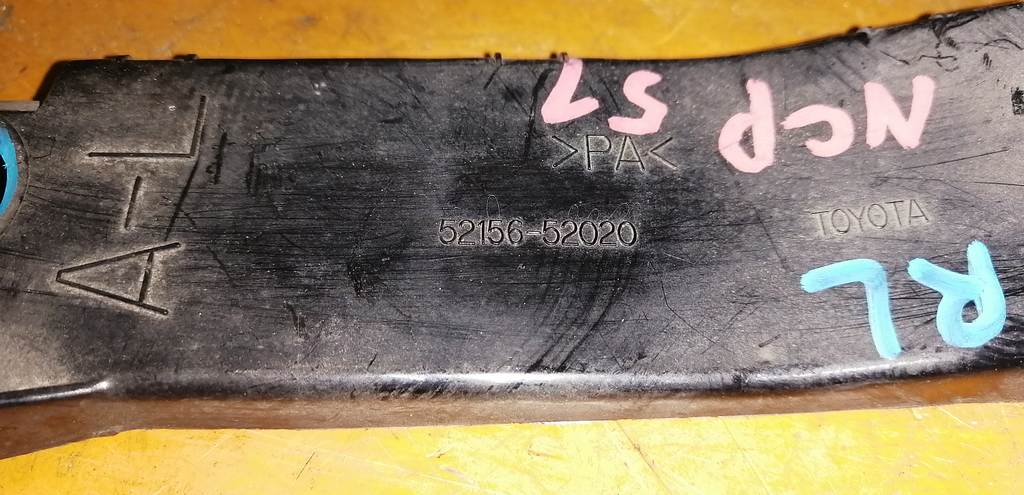 NCP 57
>PA<
A-L
52156-52020
TOYOTA
RL